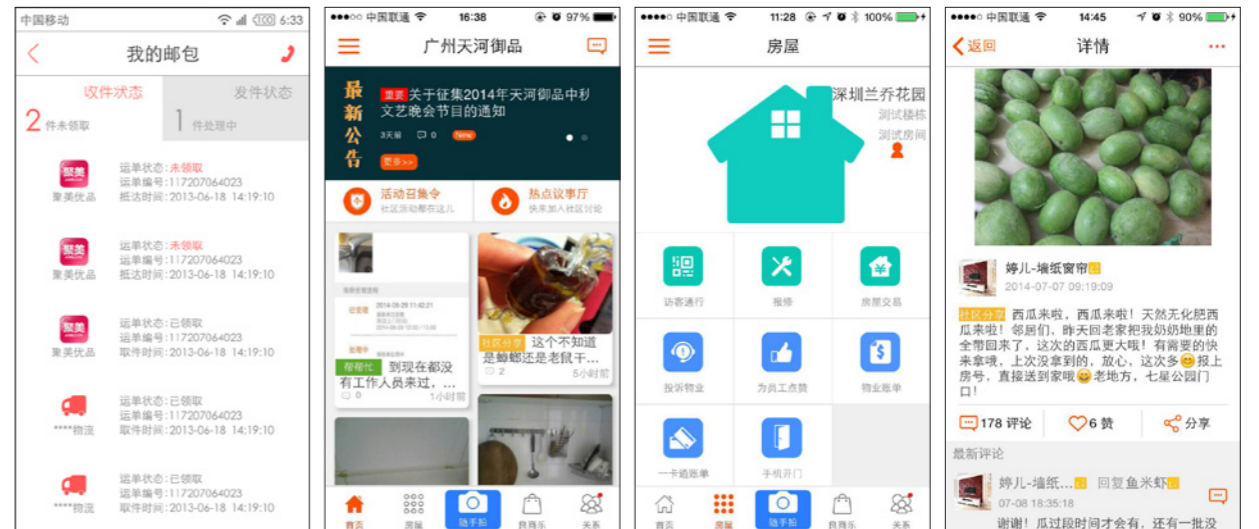 中国移动
100 6:33
我的邮包
收件状态
发件状态
2 件未领取
1 件处理中
聚美
聚美优品
运单状态:未领取
运单编号:117207064023
抵达时间:2013-06-18 14:19:10
聚美
聚美优品
运单状态:未领取
运单编号:117207064023
抵达时间:2013-06-18 14:19:10
聚美
聚美优品
运单状态:已领取
运单编号:117207064023
取件时间:2013-06-18 14:19:10
****物流
运单状态:已领取
运单编号:117207064023
取件时间:2013-06-18 14:19:10
****物流
运单状态:已领取
运单编号:117207064023
取件时间:2013-06-18 14:19:10
中国联通
16:38
97%
广州天河御品
最新公告
重要 关于征集2014年天河御品中秋
文艺晚会节目的通知
3天前 0 New
更多>>
活动召集令
社区活动都在这儿
热点议事厅
快来加入社区讨论
已受理
2014-08-29 11:42:21
处理中
帮帮忙 到现在都没
有工作人员来过，...
0 1小时前
社区分享 这个不知道
是蟑螂还是老鼠干...
2 5小时前
首页
房屋
随手拍
良商乐
关系
中国联通
11:28
100%
房屋
深圳兰乔花园
测试楼栋
测试房间
访客通行
报修
房屋交易
投诉物业
为员工点赞
物业账单
一卡通账单
手机开门
首页
房屋
随手拍
良商乐
关系
中国联通
14:45
90%
返回
详情
婷儿-墙纸窗帘
2014-07-07 09:19:09
社区分享 西瓜来啦，西瓜来啦！天然无化肥西
瓜来啦！邻居们，昨天回老家把我奶奶地里的
全带回来了，这次的西瓜更大哦！有需要的快
来拿哦，上次没拿到的，放心，这次多😊报上
房号，直接送到家哦😄老地方，七星公园门
口！
178 评论
6 赞
分享
最新评论
婷儿-墙纸... 回复鱼米虾
07-08 18:35:18
谢谢！瓜过段时间才会有，还有一批没